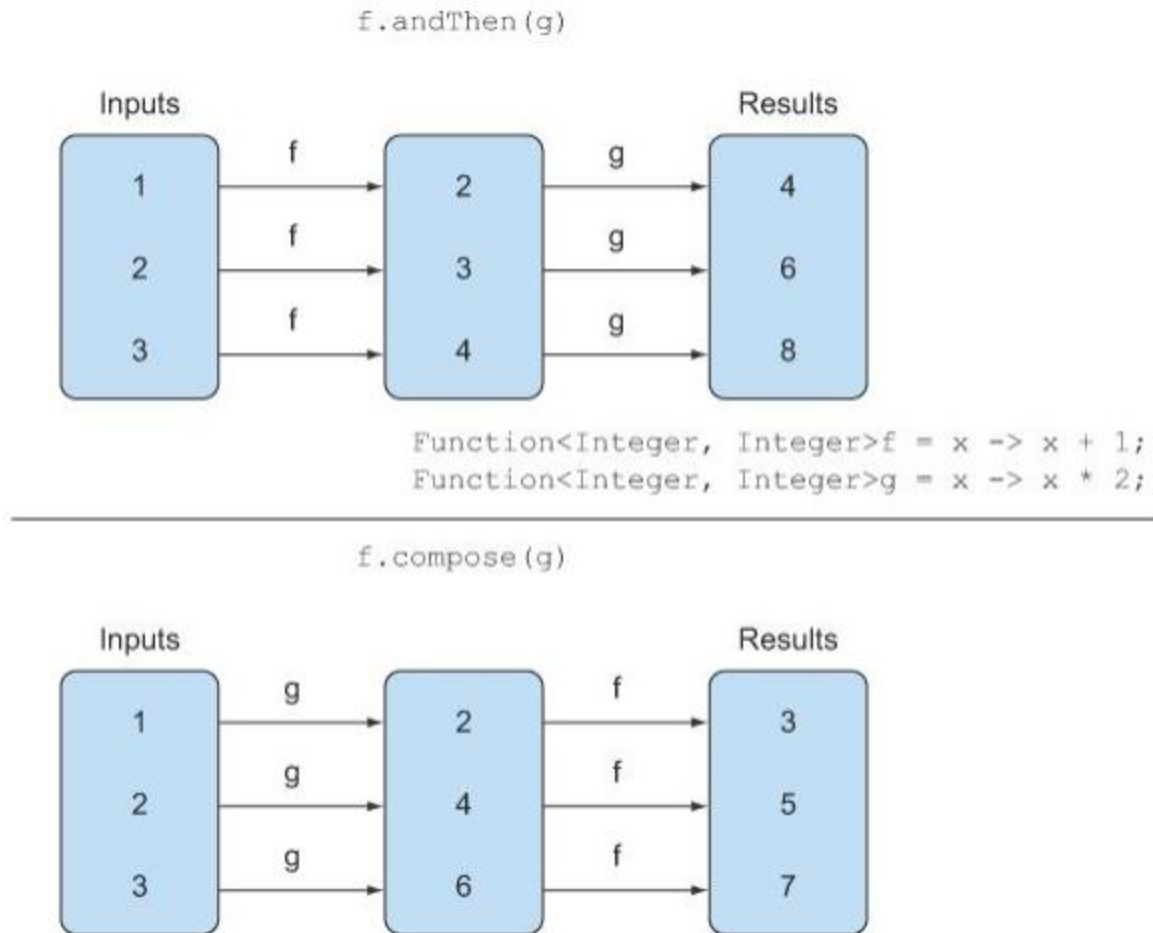 f.andThen(g)
Inputs Results
f g
1 2 4
f g
2 3 6
f g
3 4 8
Function<Integer, Integer>f = x -> x + 1;
Function<Integer, Integer>g = x -> x * 2;
f.compose(g)
Inputs Results
g f
1 2 3
g f
2 4 5
g f
3 6 7